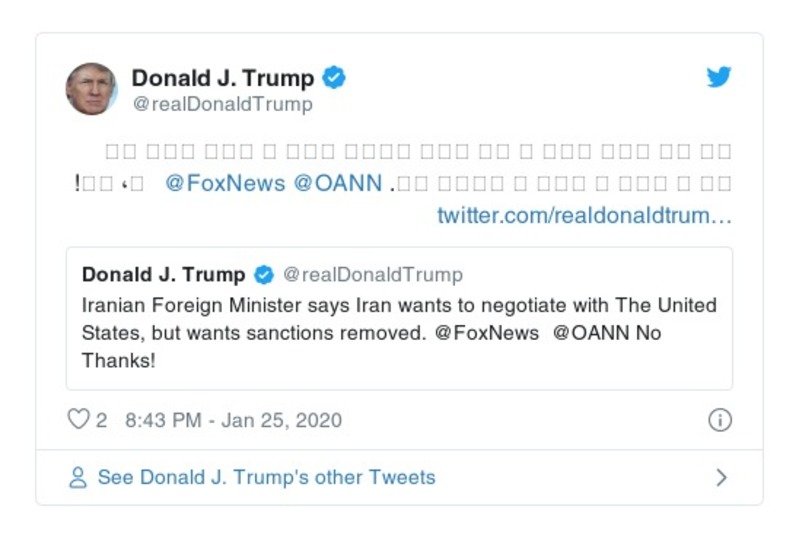 Donald J. Trump
@realDonaldTrump
@FoxNews @OANN
twitter.com/realdonaldtrum…
Donald J. Trump @realDonaldTrump
Iranian Foreign Minister says Iran wants to negotiate with The United
States, but wants sanctions removed. @FoxNews @OANN No
Thanks!
2 8:43 PM - Jan 25, 2020
See Donald J. Trump's other Tweets